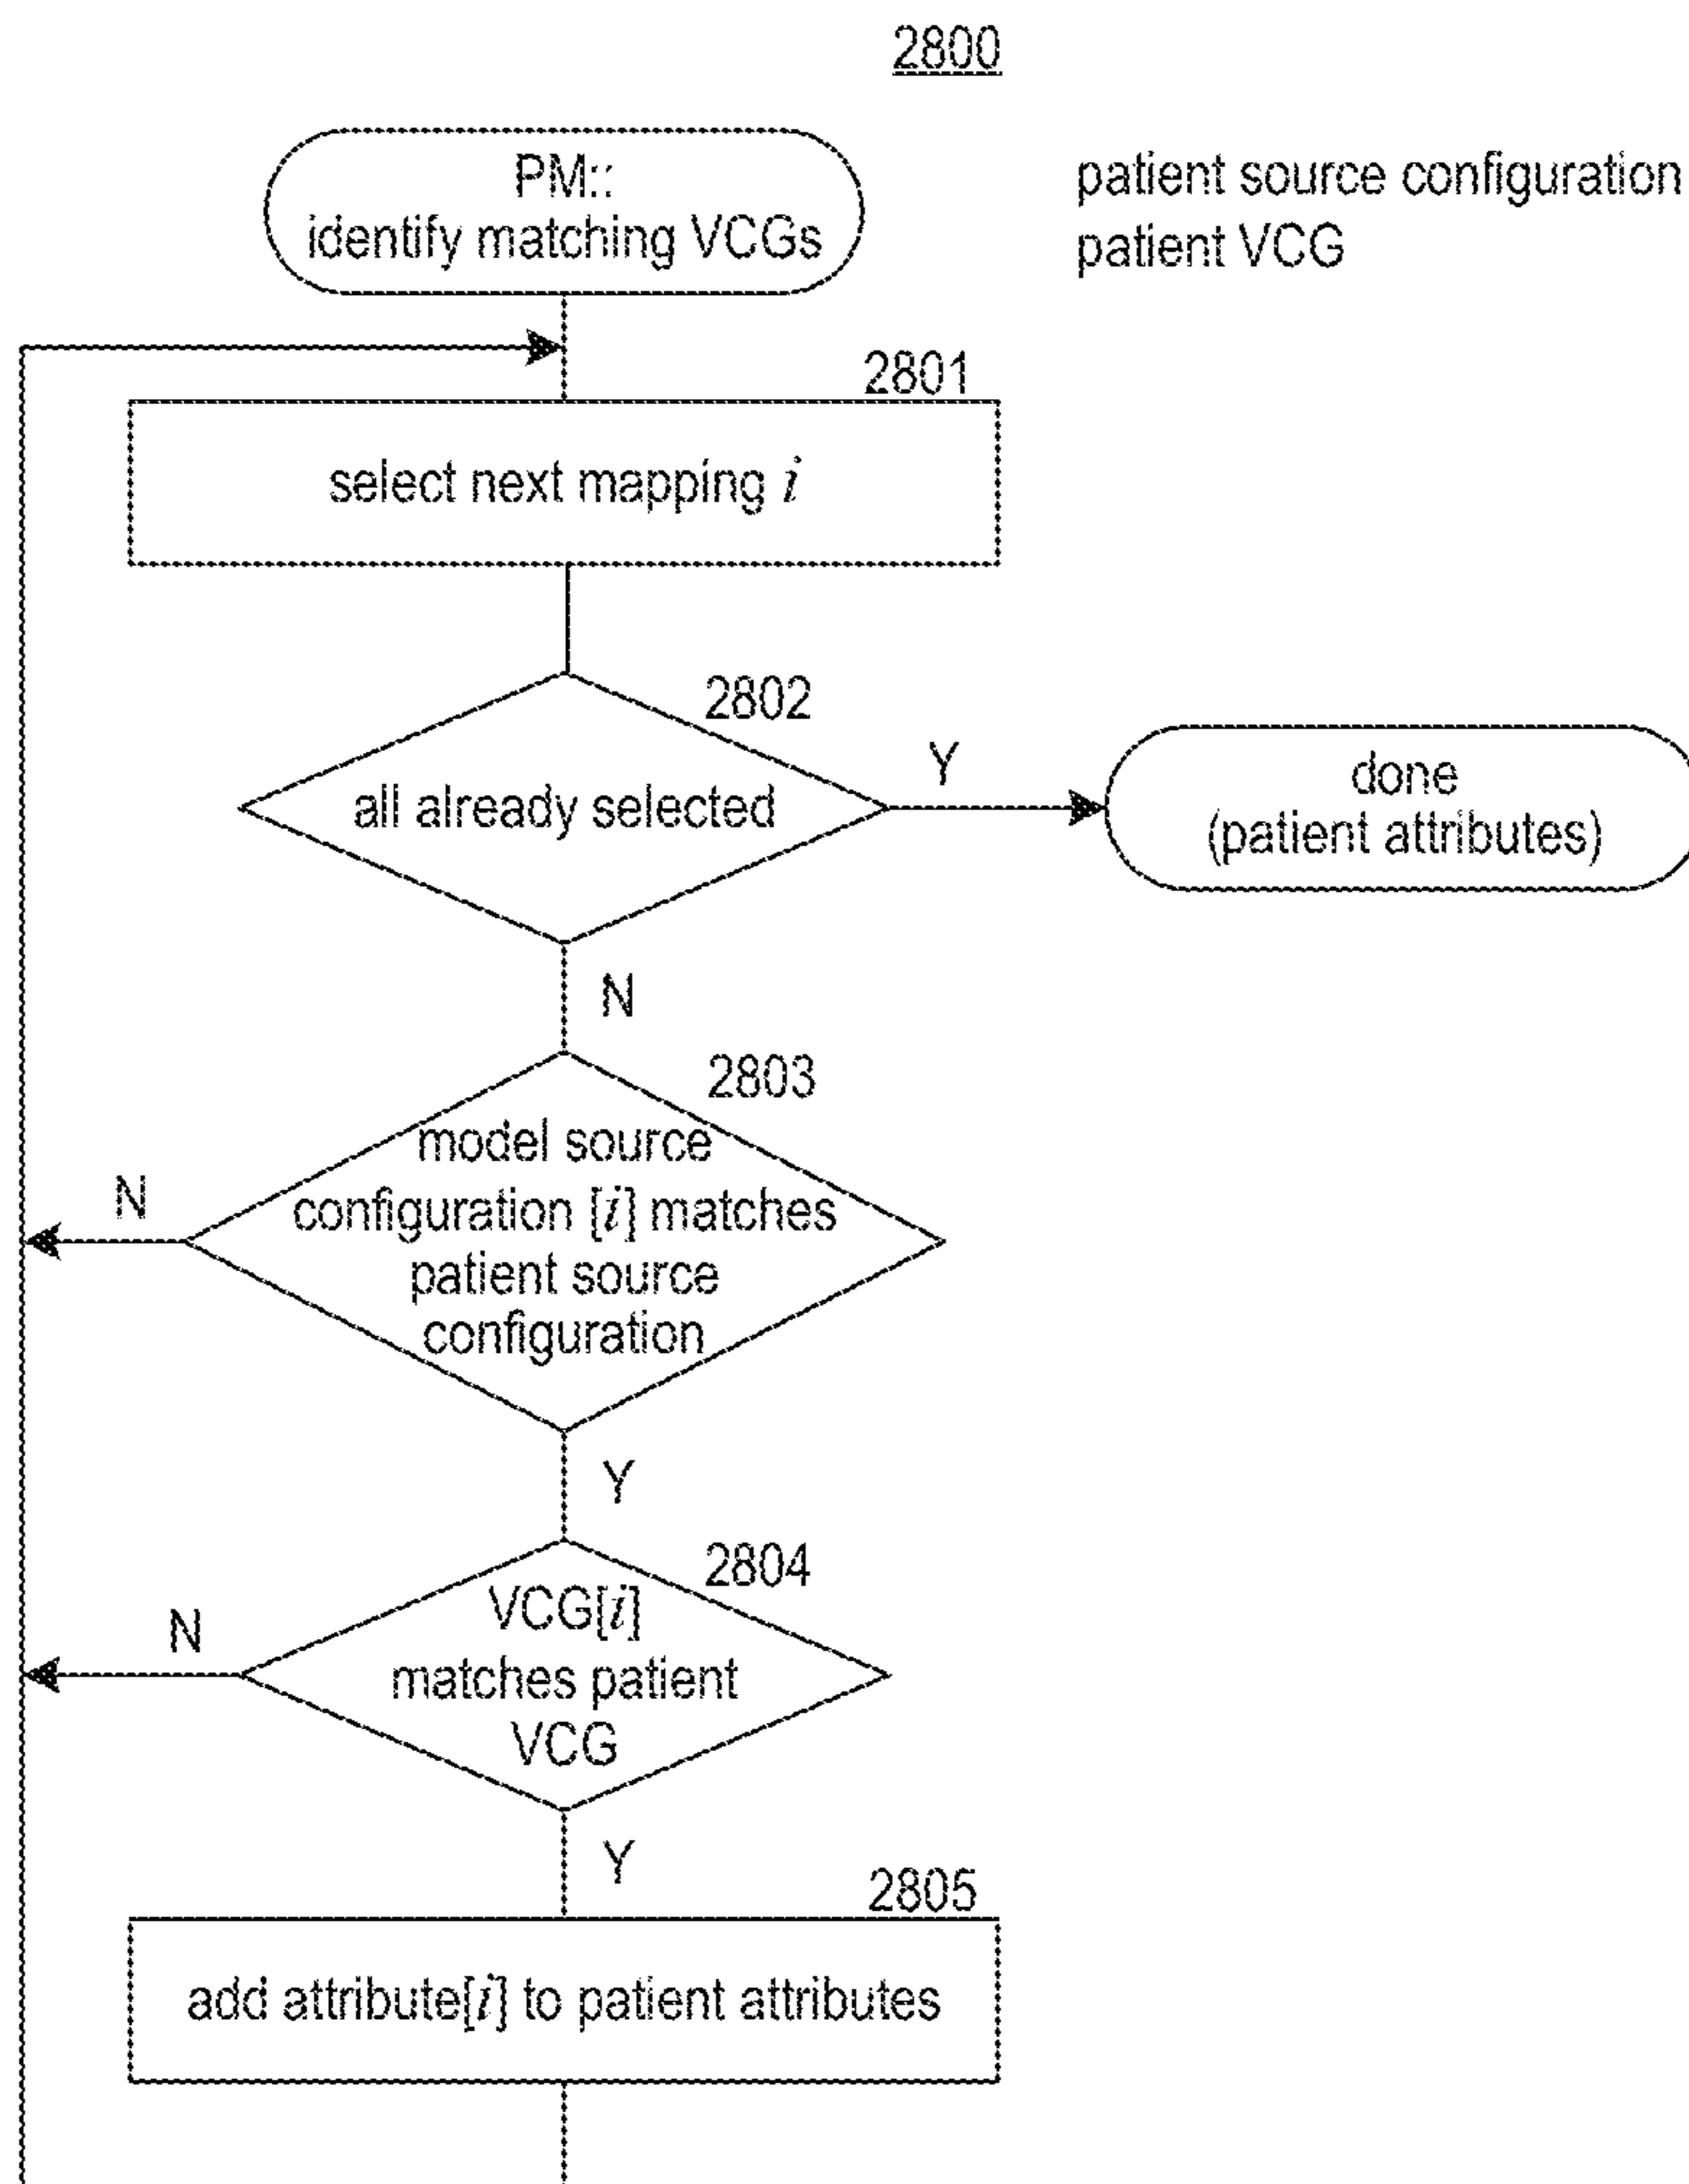 2800
PM::
identify matching VCGs
patient source configuration
patient VCG
2801
select next mapping i
2802
all already selected
Y
done
(patient attributes)
N
2803
model source
configuration [i] matches
patient source
configuration
N
Y
2804
VCG[i]
matches patient
VCG
N
Y
2805
add attribute[i] to patient attributes